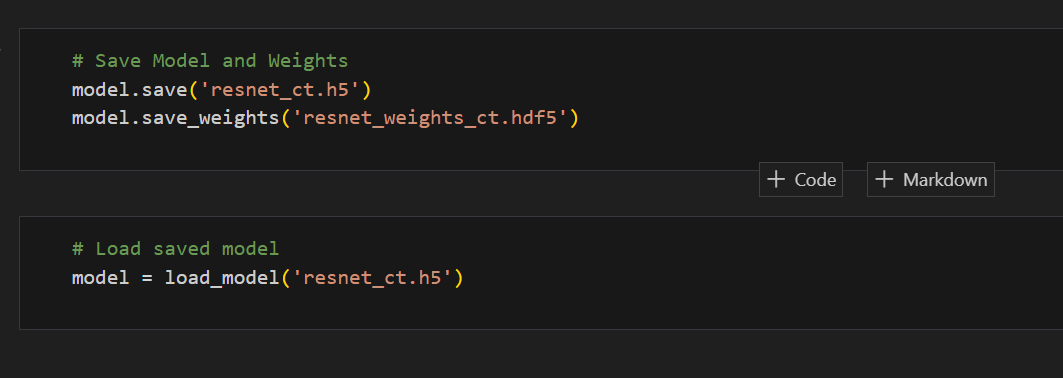 # Save Model and Weights
model.save('resnet_ct.h5')
model.save_weights('resnet_weights_ct.hdf5')
+ Code + Markdown
# Load saved model
model = load_model('resnet_ct.h5')